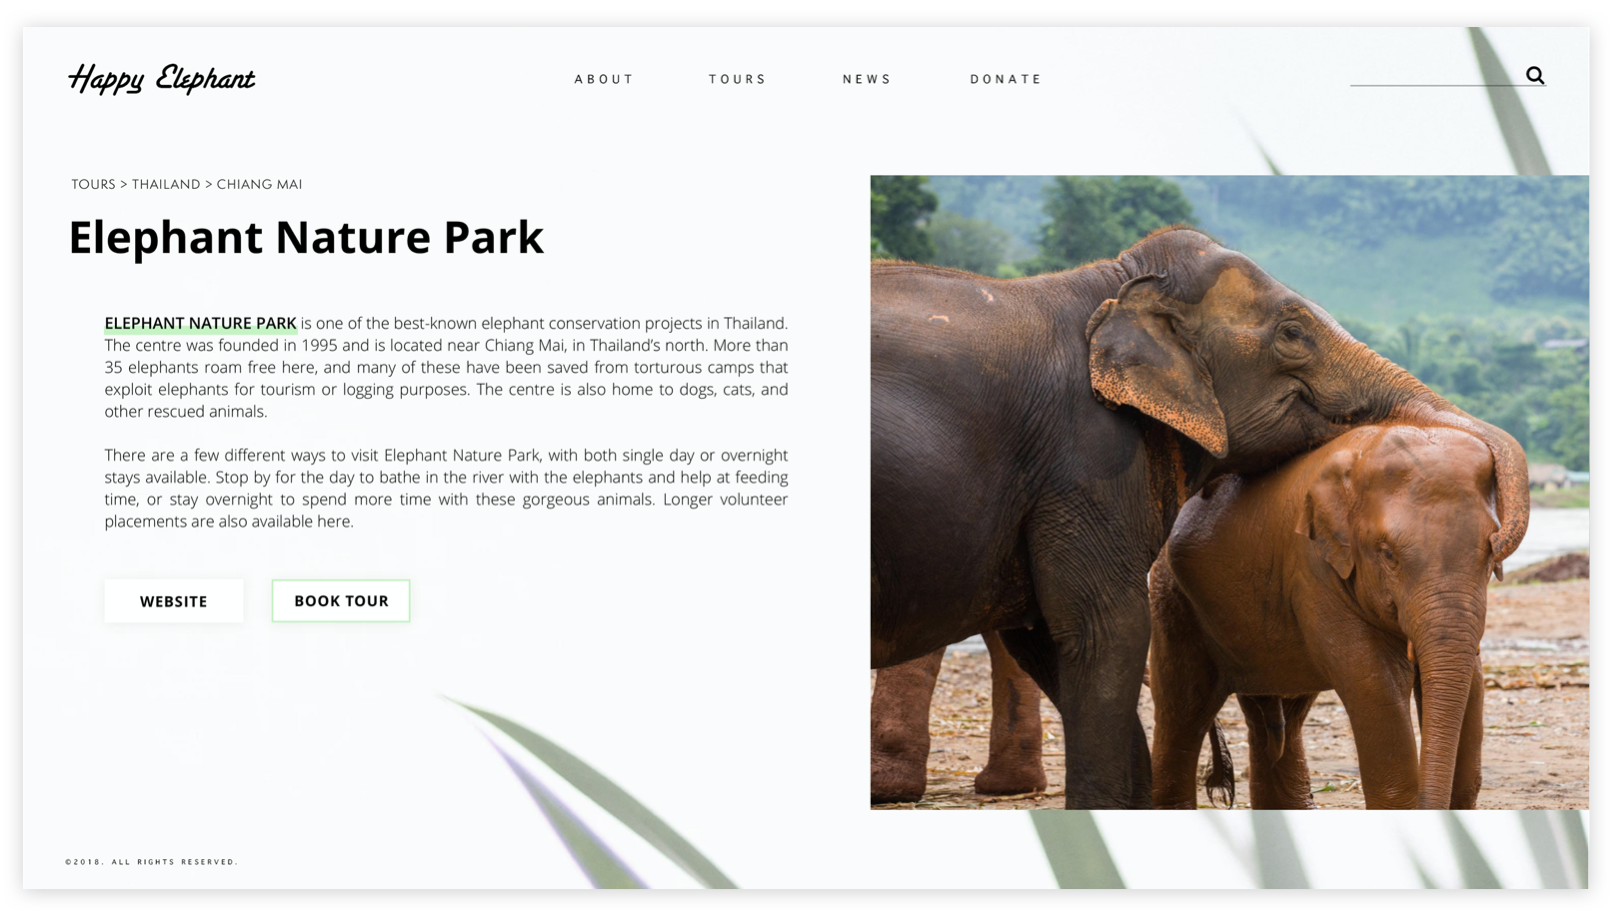 Happy Elephant
ABOUT TOURS NEWS DONATE
TOURS > THAILAND > CHIANG MAI
Elephant Nature Park
ELEPHANT NATURE PARK is one of the best-known elephant conservation projects in Thailand.
The centre was founded in 1995 and is located near Chiang Mai, in Thailand's north. More than
35 elephants roam free here, and many of these have been saved from torturous camps that
exploit elephants for tourism or logging purposes. The centre is also home to dogs, cats, and
other rescued animals.
There are a few different ways to visit Elephant Nature Park, with both single day or overnight
stays available. Stop by for the day to bathe in the river with the elephants and help at feeding
time, or stay overnight to spend more time with these gorgeous animals. Longer volunteer
placements are also available here.
WEBSITE BOOK TOUR
©2018. ALL RIGHTS RESERVED.